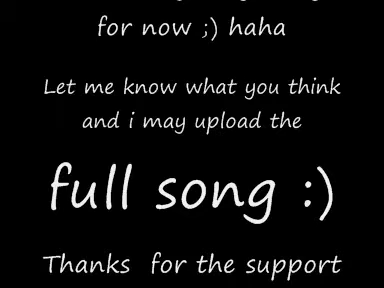 for now ;) haha
Let me know what you think
and i may upload the
full song :)
Thanks for the support